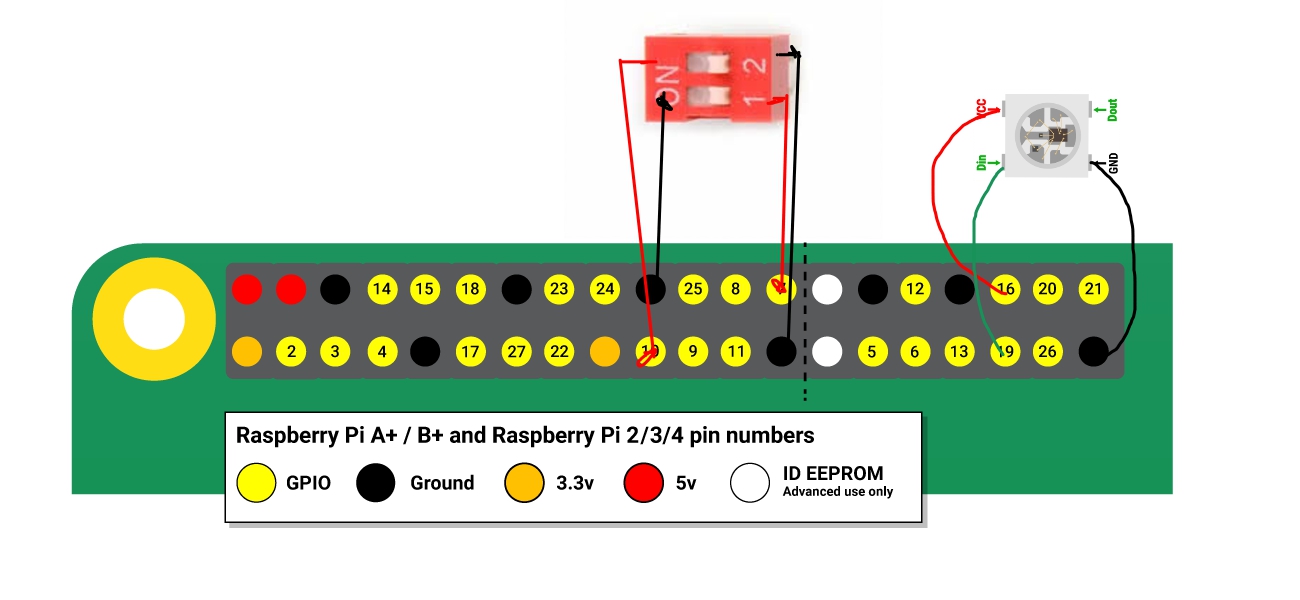 ON
2
1
VCC
Dout
Din
GND
14 15 18 23 24 25 8 12 16 20 21
2 3 4 17 27 22 10 9 11 5 6 13 19 26
Raspberry Pi A+ / B+ and Raspberry Pi 2/3/4 pin numbers
GPIO Ground 3.3v 5v ID EEPROM
Advanced use only